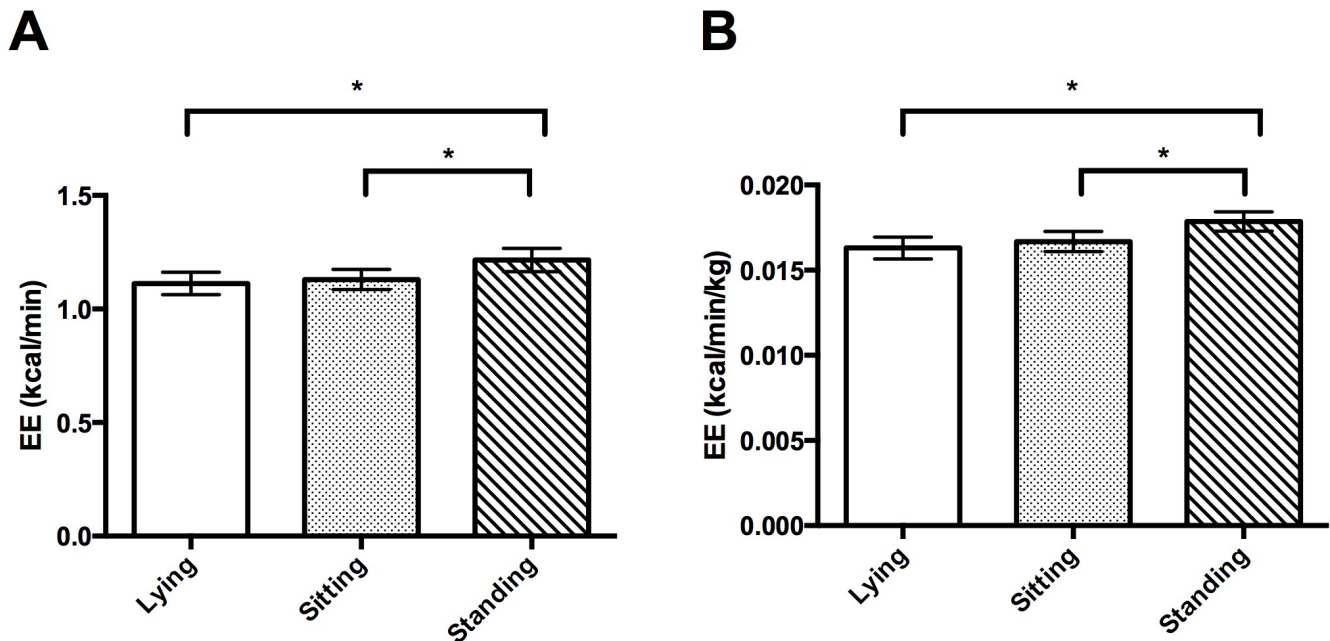 A
*
*
EE (kcal/min)
1.5
1.0
0.5
0.0
Lying
Sitting
Standing
B
*
*
EE (kcal/min/kg)
0.020
0.015
0.010
0.005
0.000
Lying
Sitting
Standing